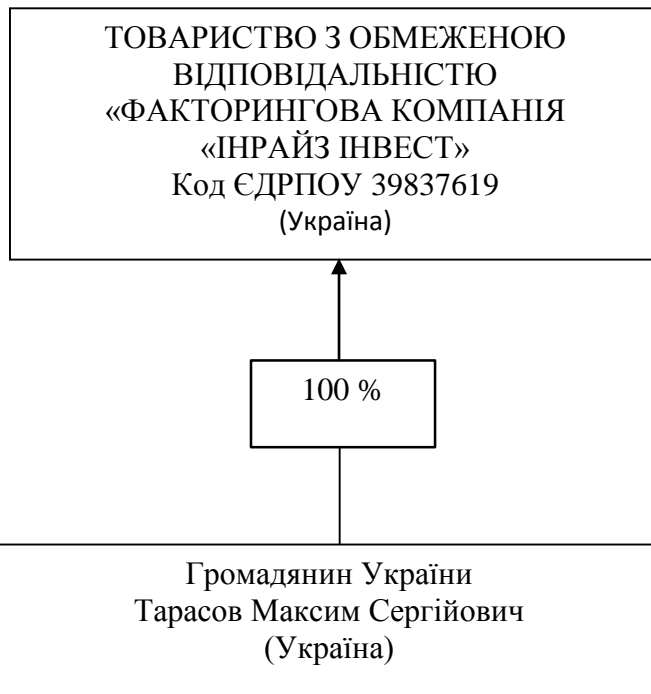 ТОВАРИСТВО З ОБМЕЖЕНОЮ
ВІДПОВІДАЛЬНІСТЮ
«ФАКТОРИНГОВА КОМПАНІЯ
«ІНРАЙЗ ІНВЕСТ»
Код ЄДРПОУ 39837619
(Україна)
100 %
Громадянин України
Тарасов Максим Сергійович
(Україна)